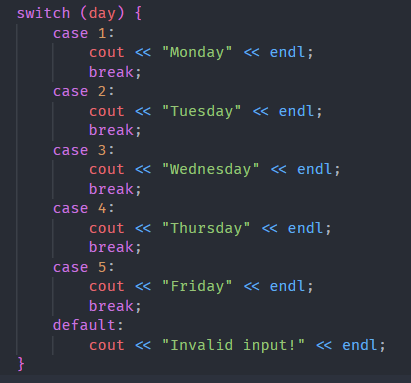 switch (day) {
    case 1:
        cout << "Monday" << endl;
        break;
    case 2:
        cout << "Tuesday" << endl;
        break;
    case 3:
        cout << "Wednesday" << endl;
        break;
    case 4:
        cout << "Thursday" << endl;
        break;
    case 5:
        cout << "Friday" << endl;
        break;
    default:
        cout << "Invalid input!" << endl;
}